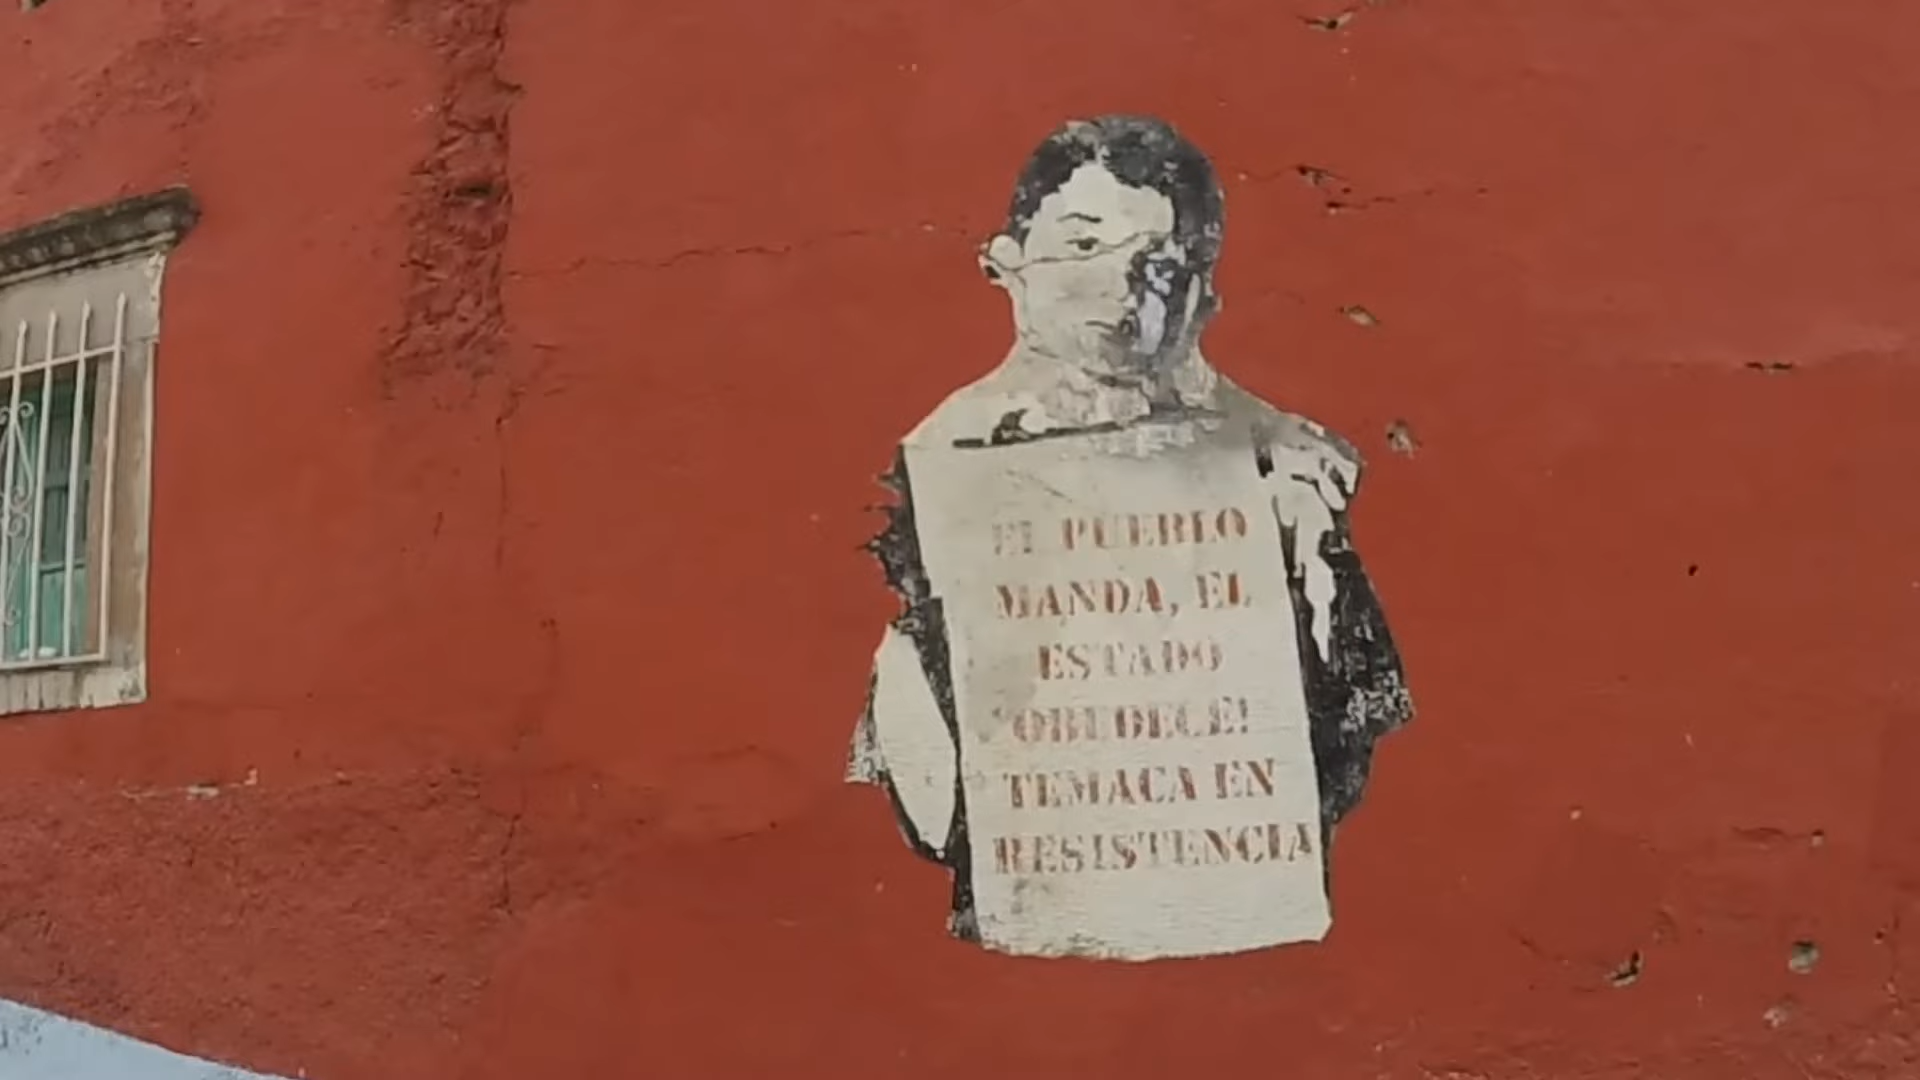 EL PUEBLO
MANDA, EL
ESTADO
OBEDECE!
TEMACA EN
RESISTENCIA